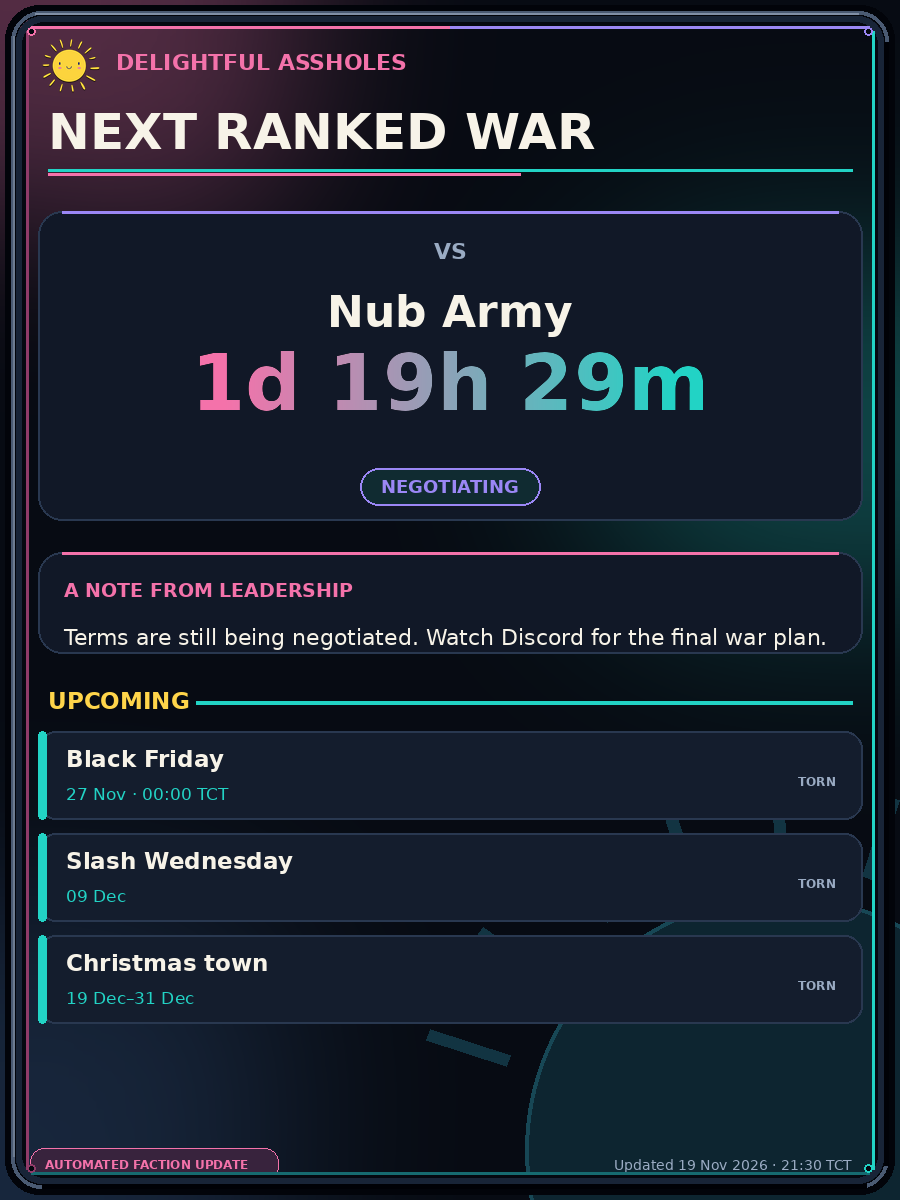 DELIGHTFUL ASSHOLES
NEXT RANKED WAR
VS
Nub Army
1d 19h 29m
NEGOTIATING
A NOTE FROM LEADERSHIP
Terms are still being negotiated. Watch Discord for the final war plan.
UPCOMING
Black Friday
27 Nov · 00:00 TCT
TORN
Slash Wednesday
09 Dec
TORN
Christmas town
19 Dec–31 Dec
TORN
AUTOMATED FACTION UPDATE
Updated 19 Nov 2026 · 21:30 TCT